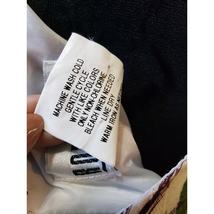 MACHINE WASH COLD
GENTLE CYCLE
WITH LIKE COLORS
ONLY NON-CHLORINE
BLEACH WHEN NEEDED
LINE DRY
WARM IRON